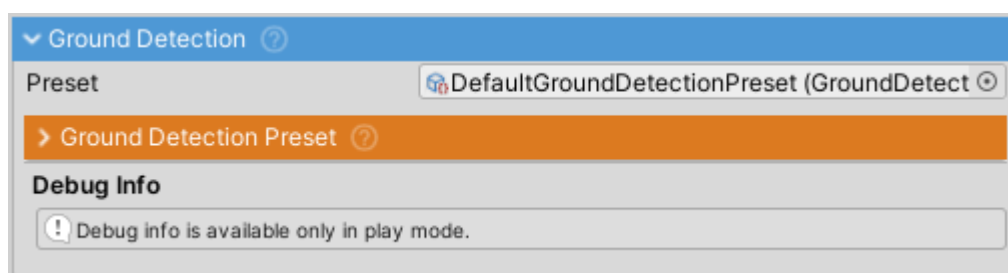 Ground Detection
Preset
DefaultGroundDetectionPreset (GroundDetect
Ground Detection Preset
Debug Info
Debug info is available only in play mode.